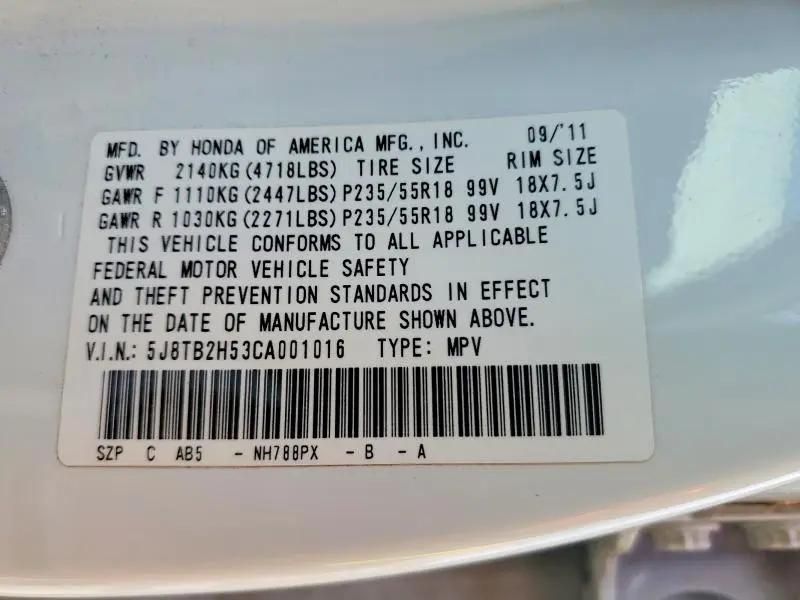 MFD. BY HONDA OF AMERICA MFG., INC. 09/'11
GVWR 2140KG (4718LBS) TIRE SIZE RIM SIZE
GAWR F 1110KG (2447LBS) P235/55R18 99V 18X7.5J
GAWR R 1030KG (2271LBS) P235/55R18 99V 18X7.5J
THIS VEHICLE CONFORMS TO ALL APPLICABLE
FEDERAL MOTOR VEHICLE SAFETY
AND THEFT PREVENTION STANDARDS IN EFFECT
ON THE DATE OF MANUFACTURE SHOWN ABOVE.
V.I.N.: 5J8TB2H53CA001016 TYPE: MPV
SZP C AB5 - NH788PX - B - A